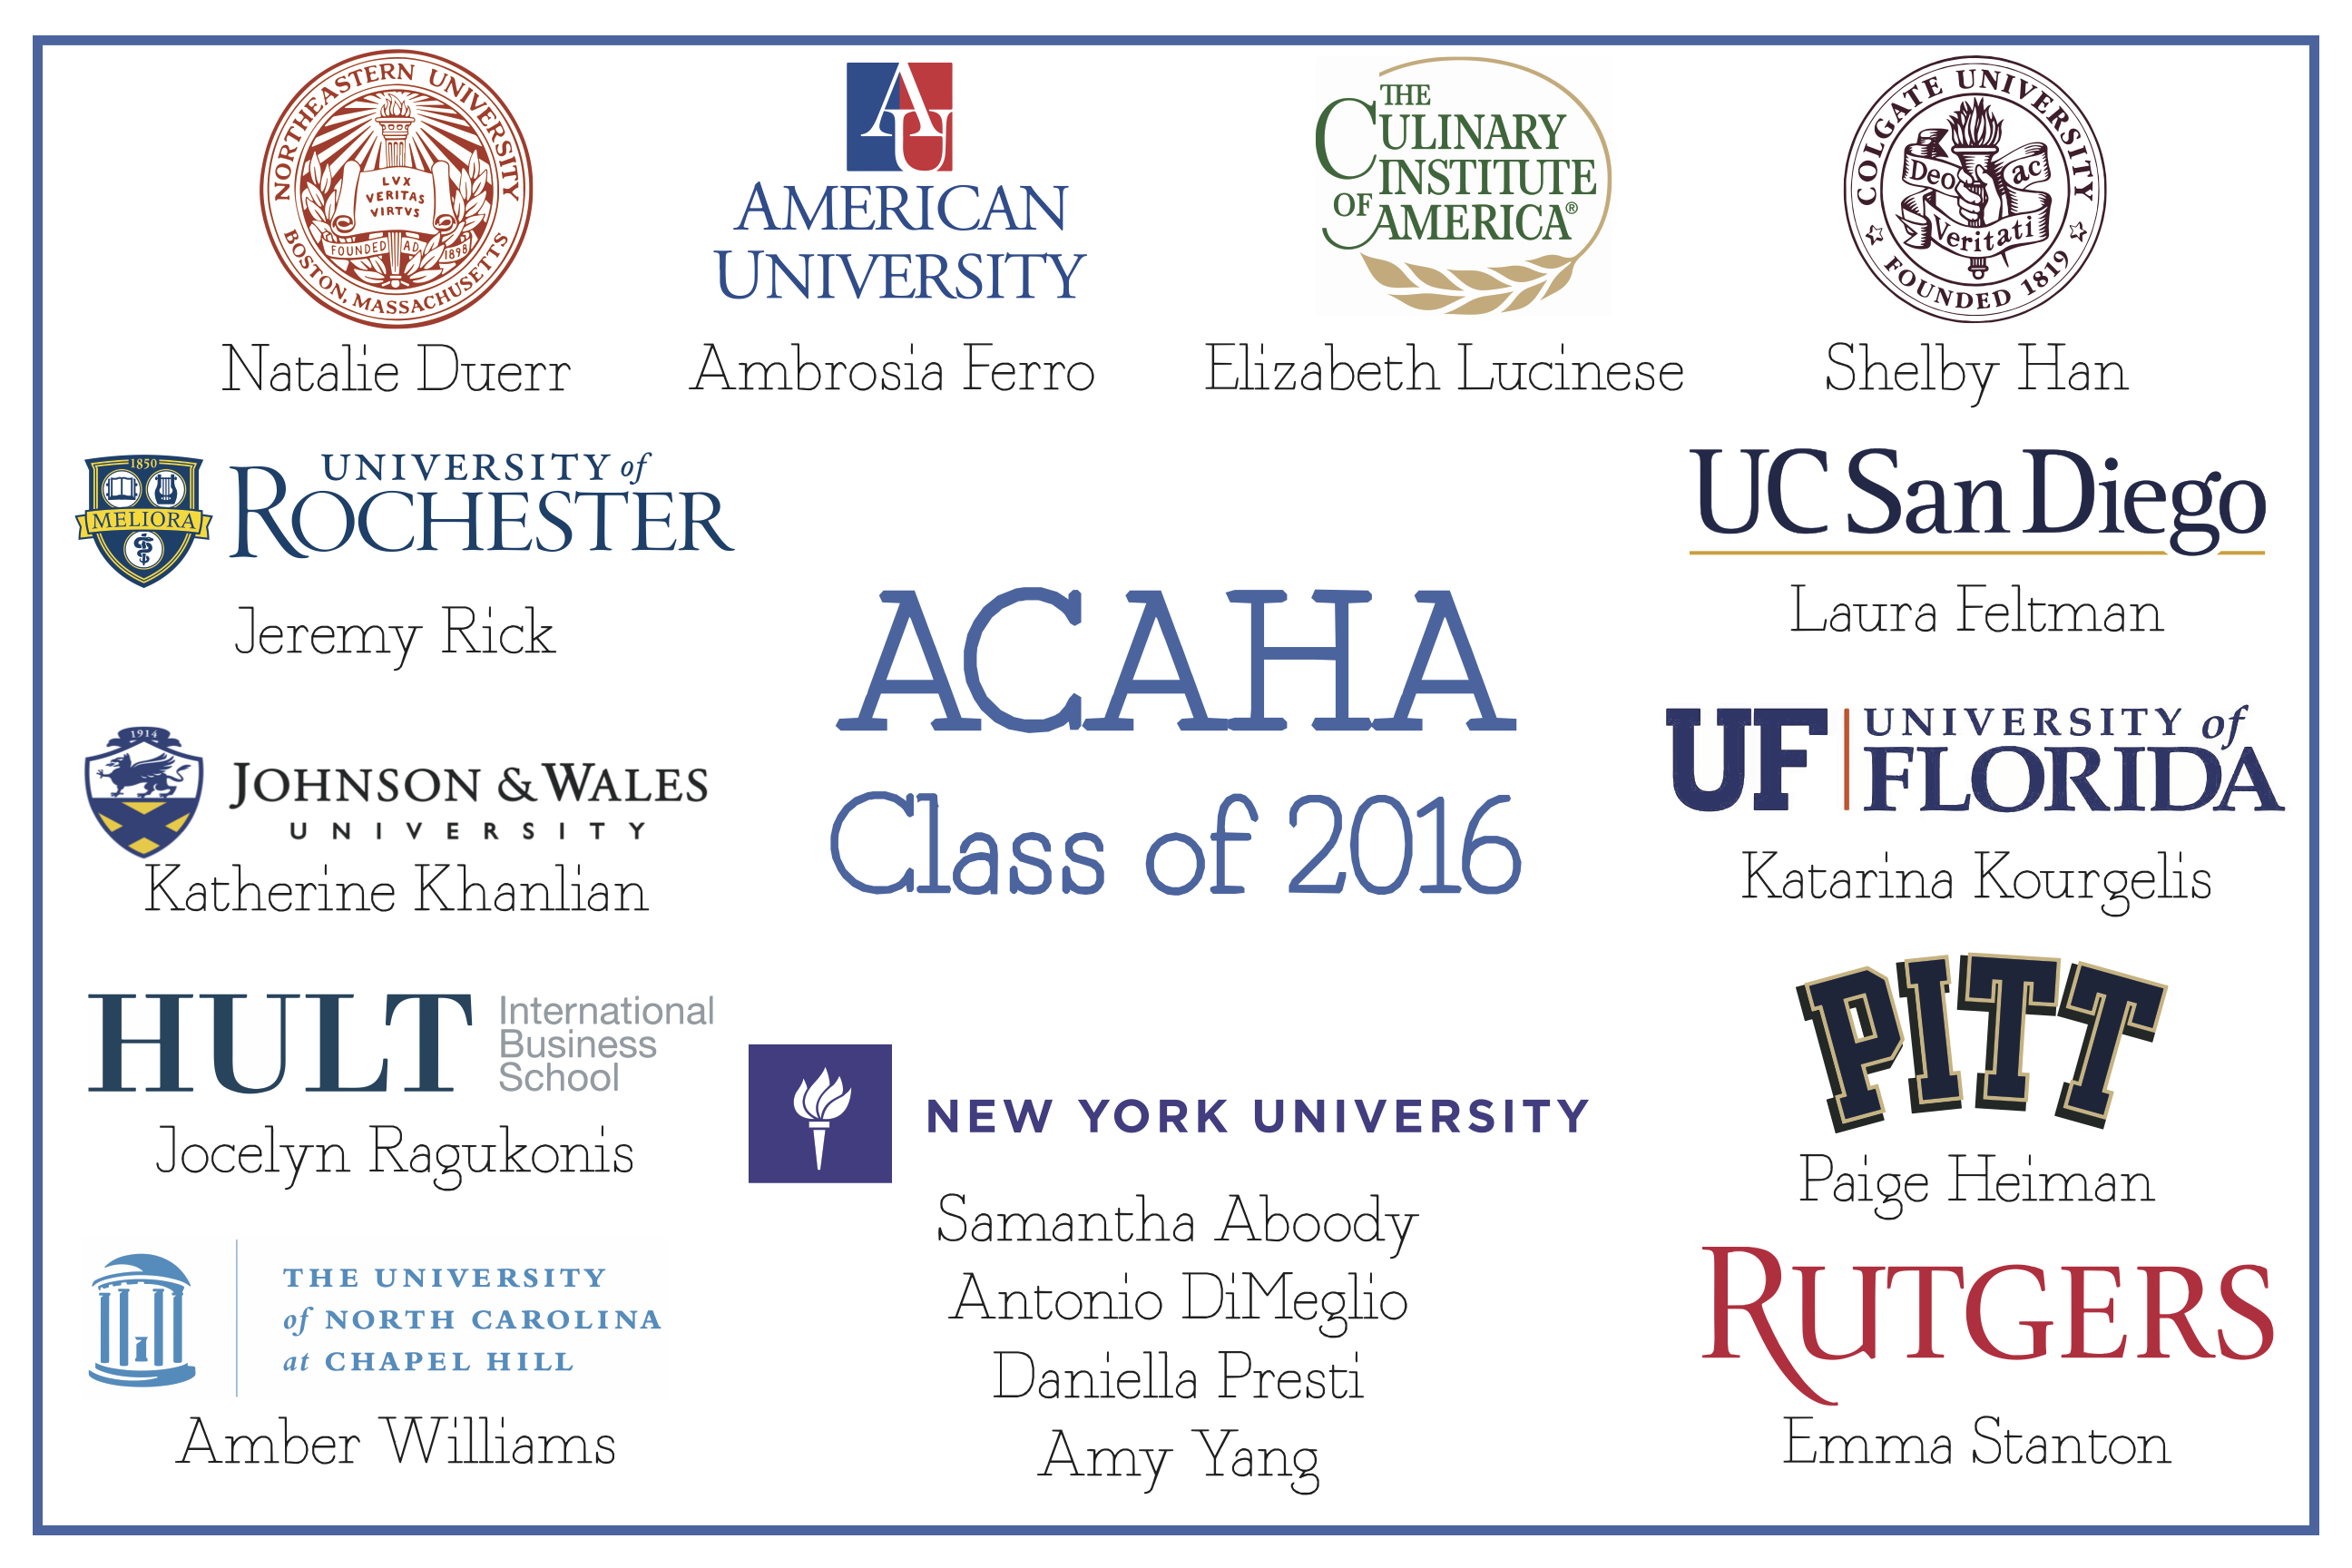 NORTHEASTERN UNIVERSITY
LVX
VERITAS
VIRTVS
FOUNDED AD 1898
BOSTON, MASSACHUSETTS
Natalie Duerr
AU
AMERICAN
UNIVERSITY
Ambrosia Ferro
THE
CULINARY
INSTITUTE
OF AMERICA®
Elizabeth Lucinese
COLGATE UNIVERSITY
Deo ac
Veritati
FOUNDED 1819
Shelby Han
1850
MELIORA
UNIVERSITY of
ROCHESTER
Jeremy Rick
UC San Diego
Laura Feltman
ACAHA
Class of 2016
1914
JOHNSON & WALES
UNIVERSITY
Katherine Khanlian
UF
UNIVERSITY of
FLORIDA
Katarina Kourgelis
HULT
International
Business
School
Jocelyn Ragukonis
PITT
Paige Heiman
NEW YORK UNIVERSITY
Samantha Aboody
Antonio DiMeglio
Daniella Presti
Amy Yang
THE UNIVERSITY
of NORTH CAROLINA
at CHAPEL HILL
Amber Williams
RUTGERS
Emma Stanton